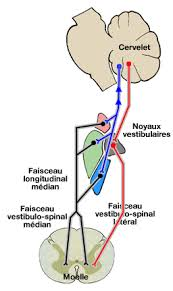 Cervelet
Noyaux
vestibulaires
Faisceau
longitudinal
médian
Faisceau
vestibulo-spinal
médian
Faisceau
vestibulo-spinal
latéral
Moelle